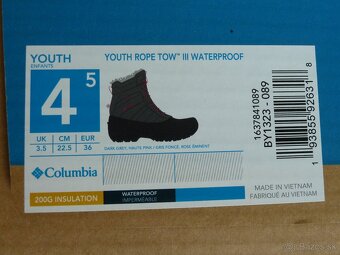 YOUTH
ENFANTS
4 5
UK CM EUR
3.5 22.5 36
YOUTH ROPE TOW™ III WATERPROOF
DARK GREY, HAUTE PINK / GRIS FONCÉ, ROSE ÉMINENT
Columbia
200G INSULATION
WATERPROOF
IMPERMÉABLE
1637841089
BY1323 - 089
1 93855 92631 8
MADE IN VIETNAM
FABRIQUÉ AU VIETNAM
bazos.sk